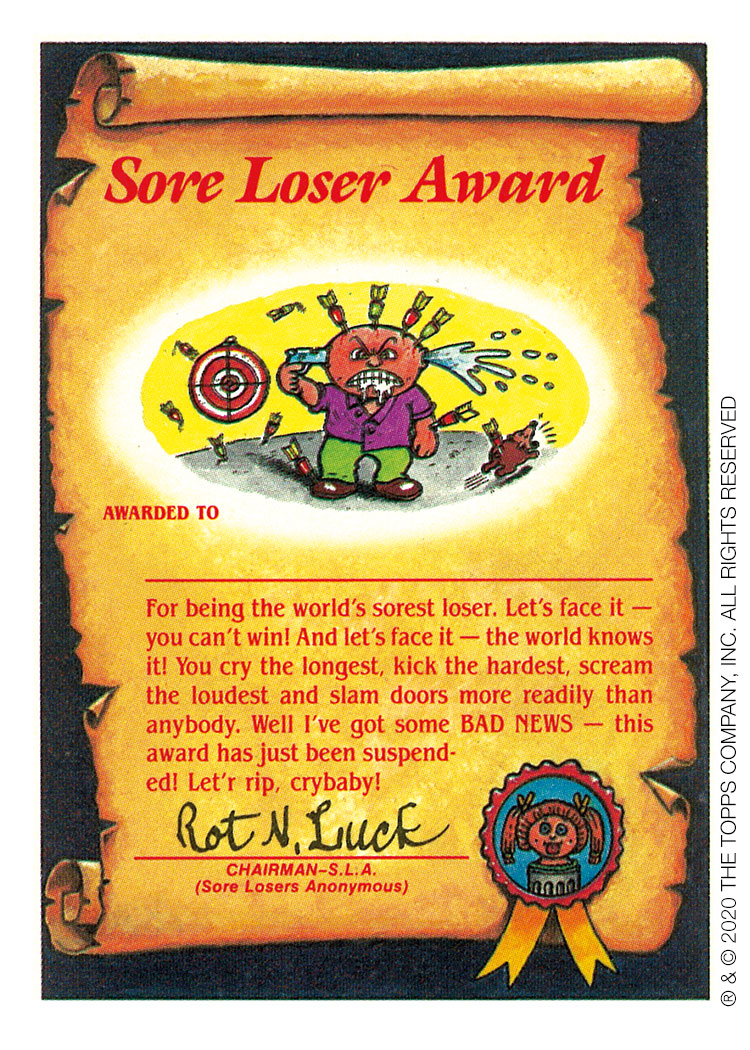 Sore Loser Award
AWARDED TO
For being the world's sorest loser. Let's face it —
you can't win! And let's face it — the world knows
it! You cry the longest, kick the hardest, scream
the loudest and slam doors more readily than
anybody. Well I've got some BAD NEWS — this
award has just been suspend-
ed! Let'r rip, crybaby!
Rot N. Luck
CHAIRMAN–S.L.A.
(Sore Losers Anonymous)
® & © 2020 THE TOPPS COMPANY, INC. ALL RIGHTS RESERVED